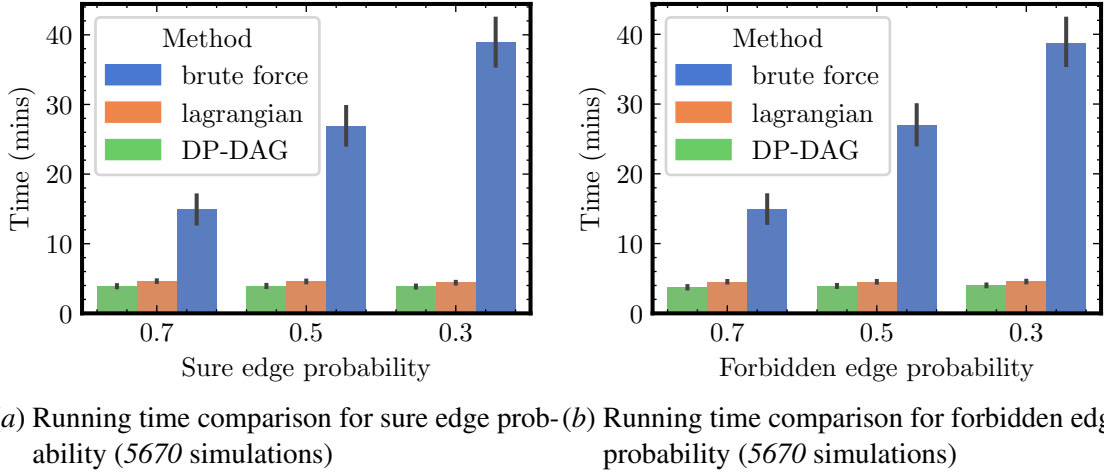 Method
brute force
lagrangian
DP-DAG
Time (mins)
40
30
20
10
0
0.7 0.5 0.3
Sure edge probability
Method
brute force
lagrangian
DP-DAG
Time (mins)
40
30
20
10
0
0.7 0.5 0.3
Forbidden edge probability
a) Running time comparison for sure edge prob-
ability (5670 simulations)
(b) Running time comparison for forbidden edg
probability (5670 simulations)